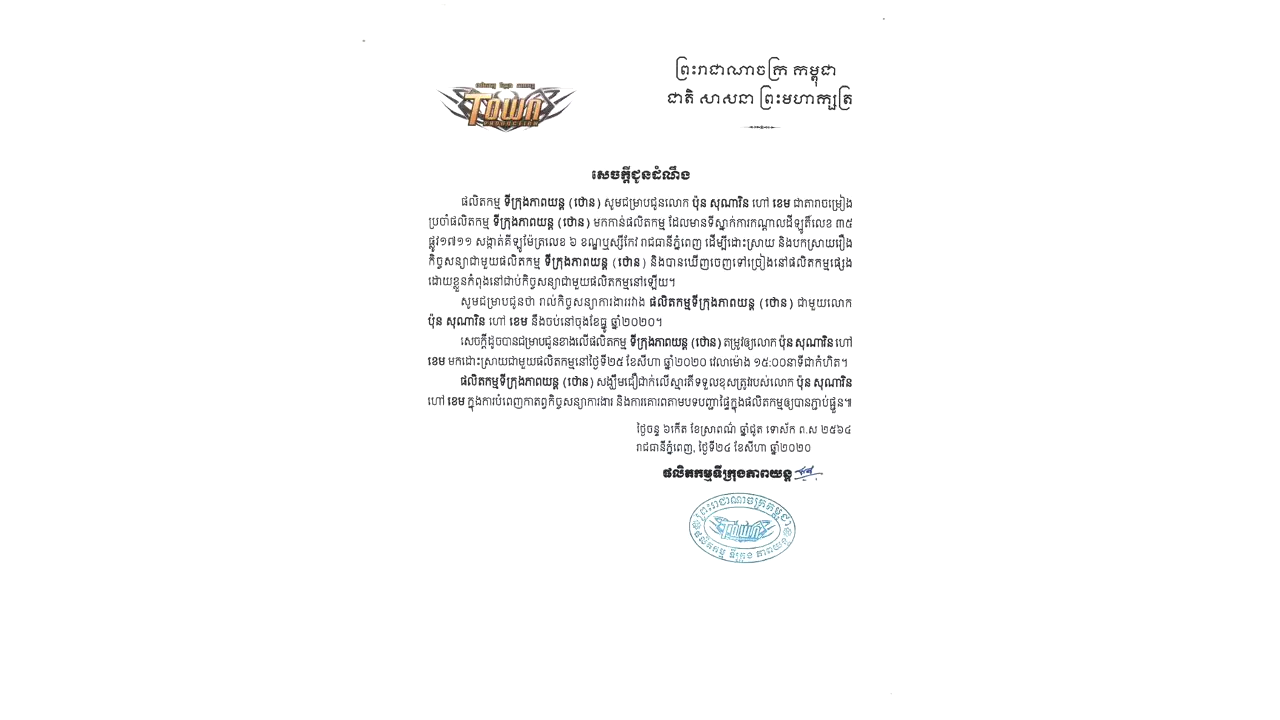 ព្រះរាជាណាចក្រ កម្ពុជា
ជាតិ សាសនា ព្រះមហាក្សត្រ
TOWN
PRODUCTION
សេចក្តីជូនដំណឹង
ផលិតកម្ម ទីក្រុងភាពយន្ត (ថោន) សូមជម្រាបជូនលោក ប៉ុន សុណារិន ហៅ ខេម ជាតារាចម្រៀង
ប្រចាំផលិតកម្ម ទីក្រុងភាពយន្ត (ថោន) មកកាន់ផលិតកម្ម ដែលមានទីស្នាក់ការកណ្តាលដីឡូតិ៍លេខ ៣៥
ផ្លូវ១៧១១ សង្កាត់គីឡូម៉ែត្រលេខ ៦ ខណ្ឌឬស្សីកែវ រាជធានីភ្នំពេញ ដើម្បីដោះស្រាយ និងបកស្រាយរឿង
កិច្ចសន្យាជាមួយផលិតកម្ម ទីក្រុងភាពយន្ត (ថោន) និងបានឃើញចេញទៅច្រៀងនៅផលិតកម្មផ្សេង
ដោយខ្លួនកំពុងនៅជាប់កិច្ចសន្យាជាមួយផលិតកម្មនៅឡើយ។
សូមជម្រាបជូនថា រាល់កិច្ចសន្យាការងាររវាង ផលិតកម្មទីក្រុងភាពយន្ត (ថោន) ជាមួយលោក
ប៉ុន សុណារិន ហៅ ខេម នឹងចប់នៅចុងខែធ្នូ ឆ្នាំ២០២០។
សេចក្តីដូចបានជម្រាបជូនខាងលើផលិតកម្ម ទីក្រុងភាពយន្ត (ថោន) តម្រូវឲ្យលោក ប៉ុន សុណារិន ហៅ
ខេម មកដោះស្រាយជាមួយផលិតកម្មនៅថ្ងៃទី២៥ ខែសីហា ឆ្នាំ២០២០ វេលាម៉ោង ១៥:០០នាទីជាកំហិត។
ផលិតកម្មទីក្រុងភាពយន្ត (ថោន) សង្ឃឹមជឿជាក់លើស្មារតីទទួលខុសត្រូវរបស់លោក ប៉ុន សុណារិន
ហៅ ខេម ក្នុងការបំពេញកាតព្វកិច្ចសន្យាការងារ និងការគោរពតាមបទបញ្ជាផ្ទៃក្នុងផលិតកម្មឲ្យបានភ្ជាប់ផ្ទួន៕
ថ្ងៃចន្ទ ៦កើត ខែស្រាពណ៍ ឆ្នាំជូត ទោស័ក ព.ស ២៥៦៤
រាជធានីភ្នំពេញ, ថ្ងៃទី២៤ ខែសីហា ឆ្នាំ២០២០
ផលិតកម្មទីក្រុងភាពយន្ត
ព្រះរាជាណាចក្រកម្ពុជា
ផលិតកម្ម ទីក្រុង ភាពយន្ត